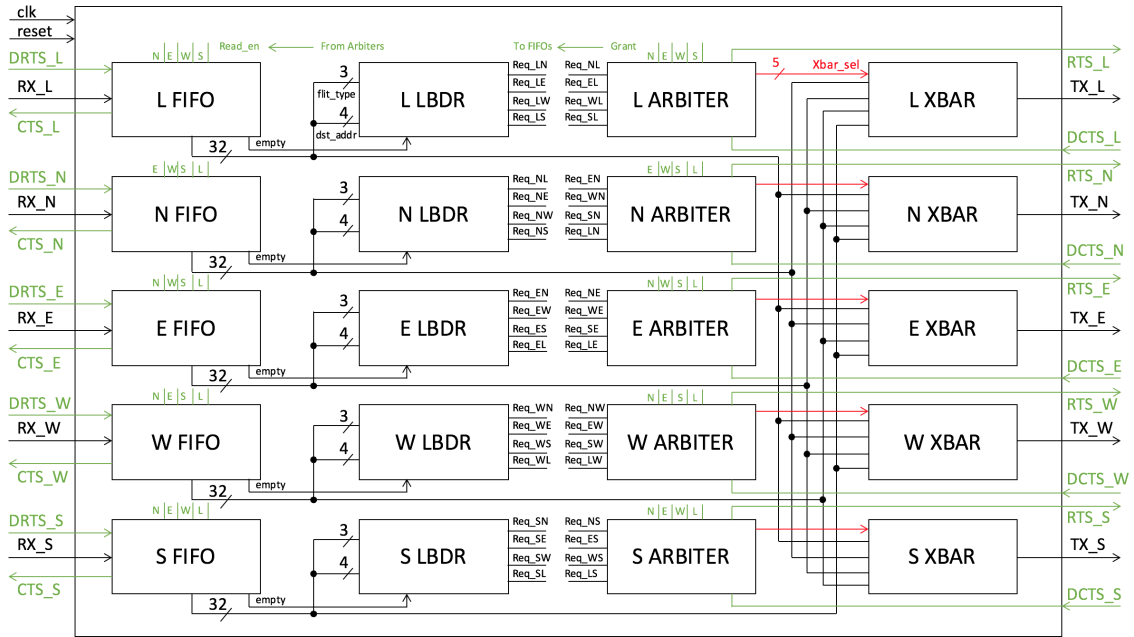 clk
reset
N E W S Read_en From Arbiters To FIFOs Grant N E W S
DRTS_L RTS_L
RX_L L FIFO 3 flit_type L LBDR Req_LN Req_NL L ARBITER 5 Xbar_sel L XBAR TX_L
Req_LE Req_EL
Req_LW Req_WL
CTS_L 4 dst_addr Req_LS Req_SL DCTS_L
32 empty
E W S L E W S L
DRTS_N RTS_N
RX_N N FIFO 3 N LBDR Req_NL Req_EN N ARBITER N XBAR TX_N
Req_NE Req_WN
Req_NW Req_SN
CTS_N 4 Req_NS Req_LN DCTS_N
32 empty
N W S L N W S L
DRTS_E RTS_E
RX_E E FIFO 3 E LBDR Req_EN Req_NE E ARBITER E XBAR TX_E
Req_EW Req_WE
Req_ES Req_SE
CTS_E 4 Req_EL Req_LE DCTS_E
32 empty
N E S L N E S L
DRTS_W RTS_W
RX_W W FIFO 3 W LBDR Req_WN Req_NW W ARBITER W XBAR TX_W
Req_WE Req_EW
Req_WS Req_SW
CTS_W 4 Req_WL Req_LW DCTS_W
32 empty
N E W L N E W L
DRTS_S RTS_S
RX_S S FIFO 3 S LBDR Req_SN Req_NS S ARBITER S XBAR TX_S
Req_SE Req_ES
Req_SW Req_WS
CTS_S 4 Req_SL Req_LS DCTS_S
32 empty